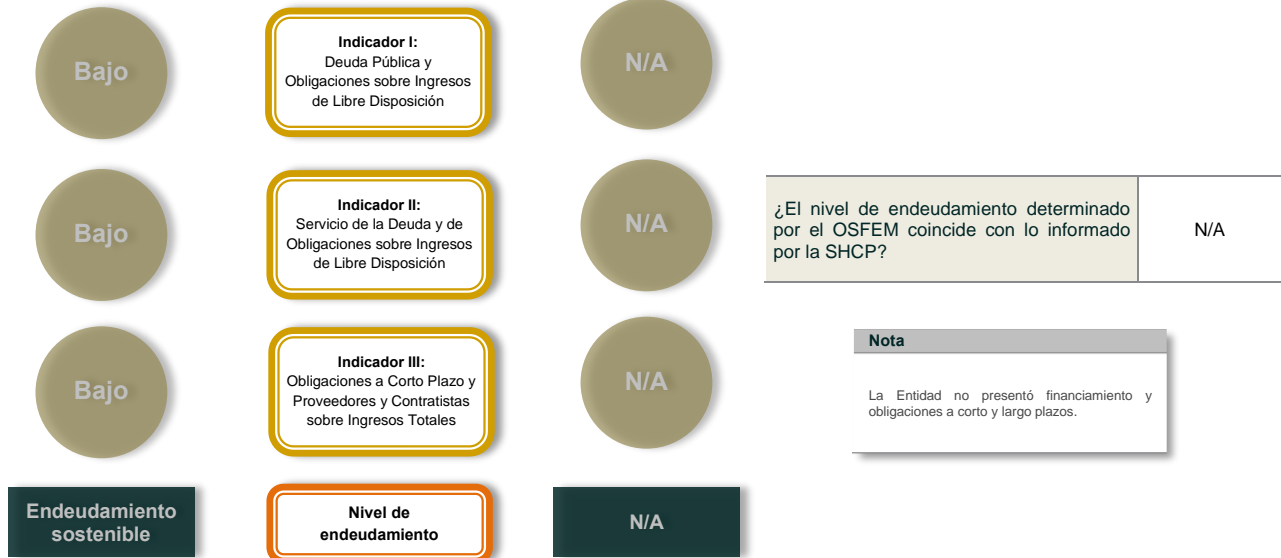 Bajo
Indicador I:
Deuda Pública y
Obligaciones sobre Ingresos
de Libre Disposición
N/A
Bajo
Indicador II:
Servicio de la Deuda y de
Obligaciones sobre Ingresos
de Libre Disposición
N/A
¿El nivel de endeudamiento determinado
por el OSFEM coincide con lo informado
por la SHCP?
N/A
Bajo
Indicador III:
Obligaciones a Corto Plazo y
Proveedores y Contratistas
sobre Ingresos Totales
N/A
Nota
La Entidad no presentó financiamiento y
obligaciones a corto y largo plazos.
Endeudamiento
sostenible
Nivel de
endeudamiento
N/A